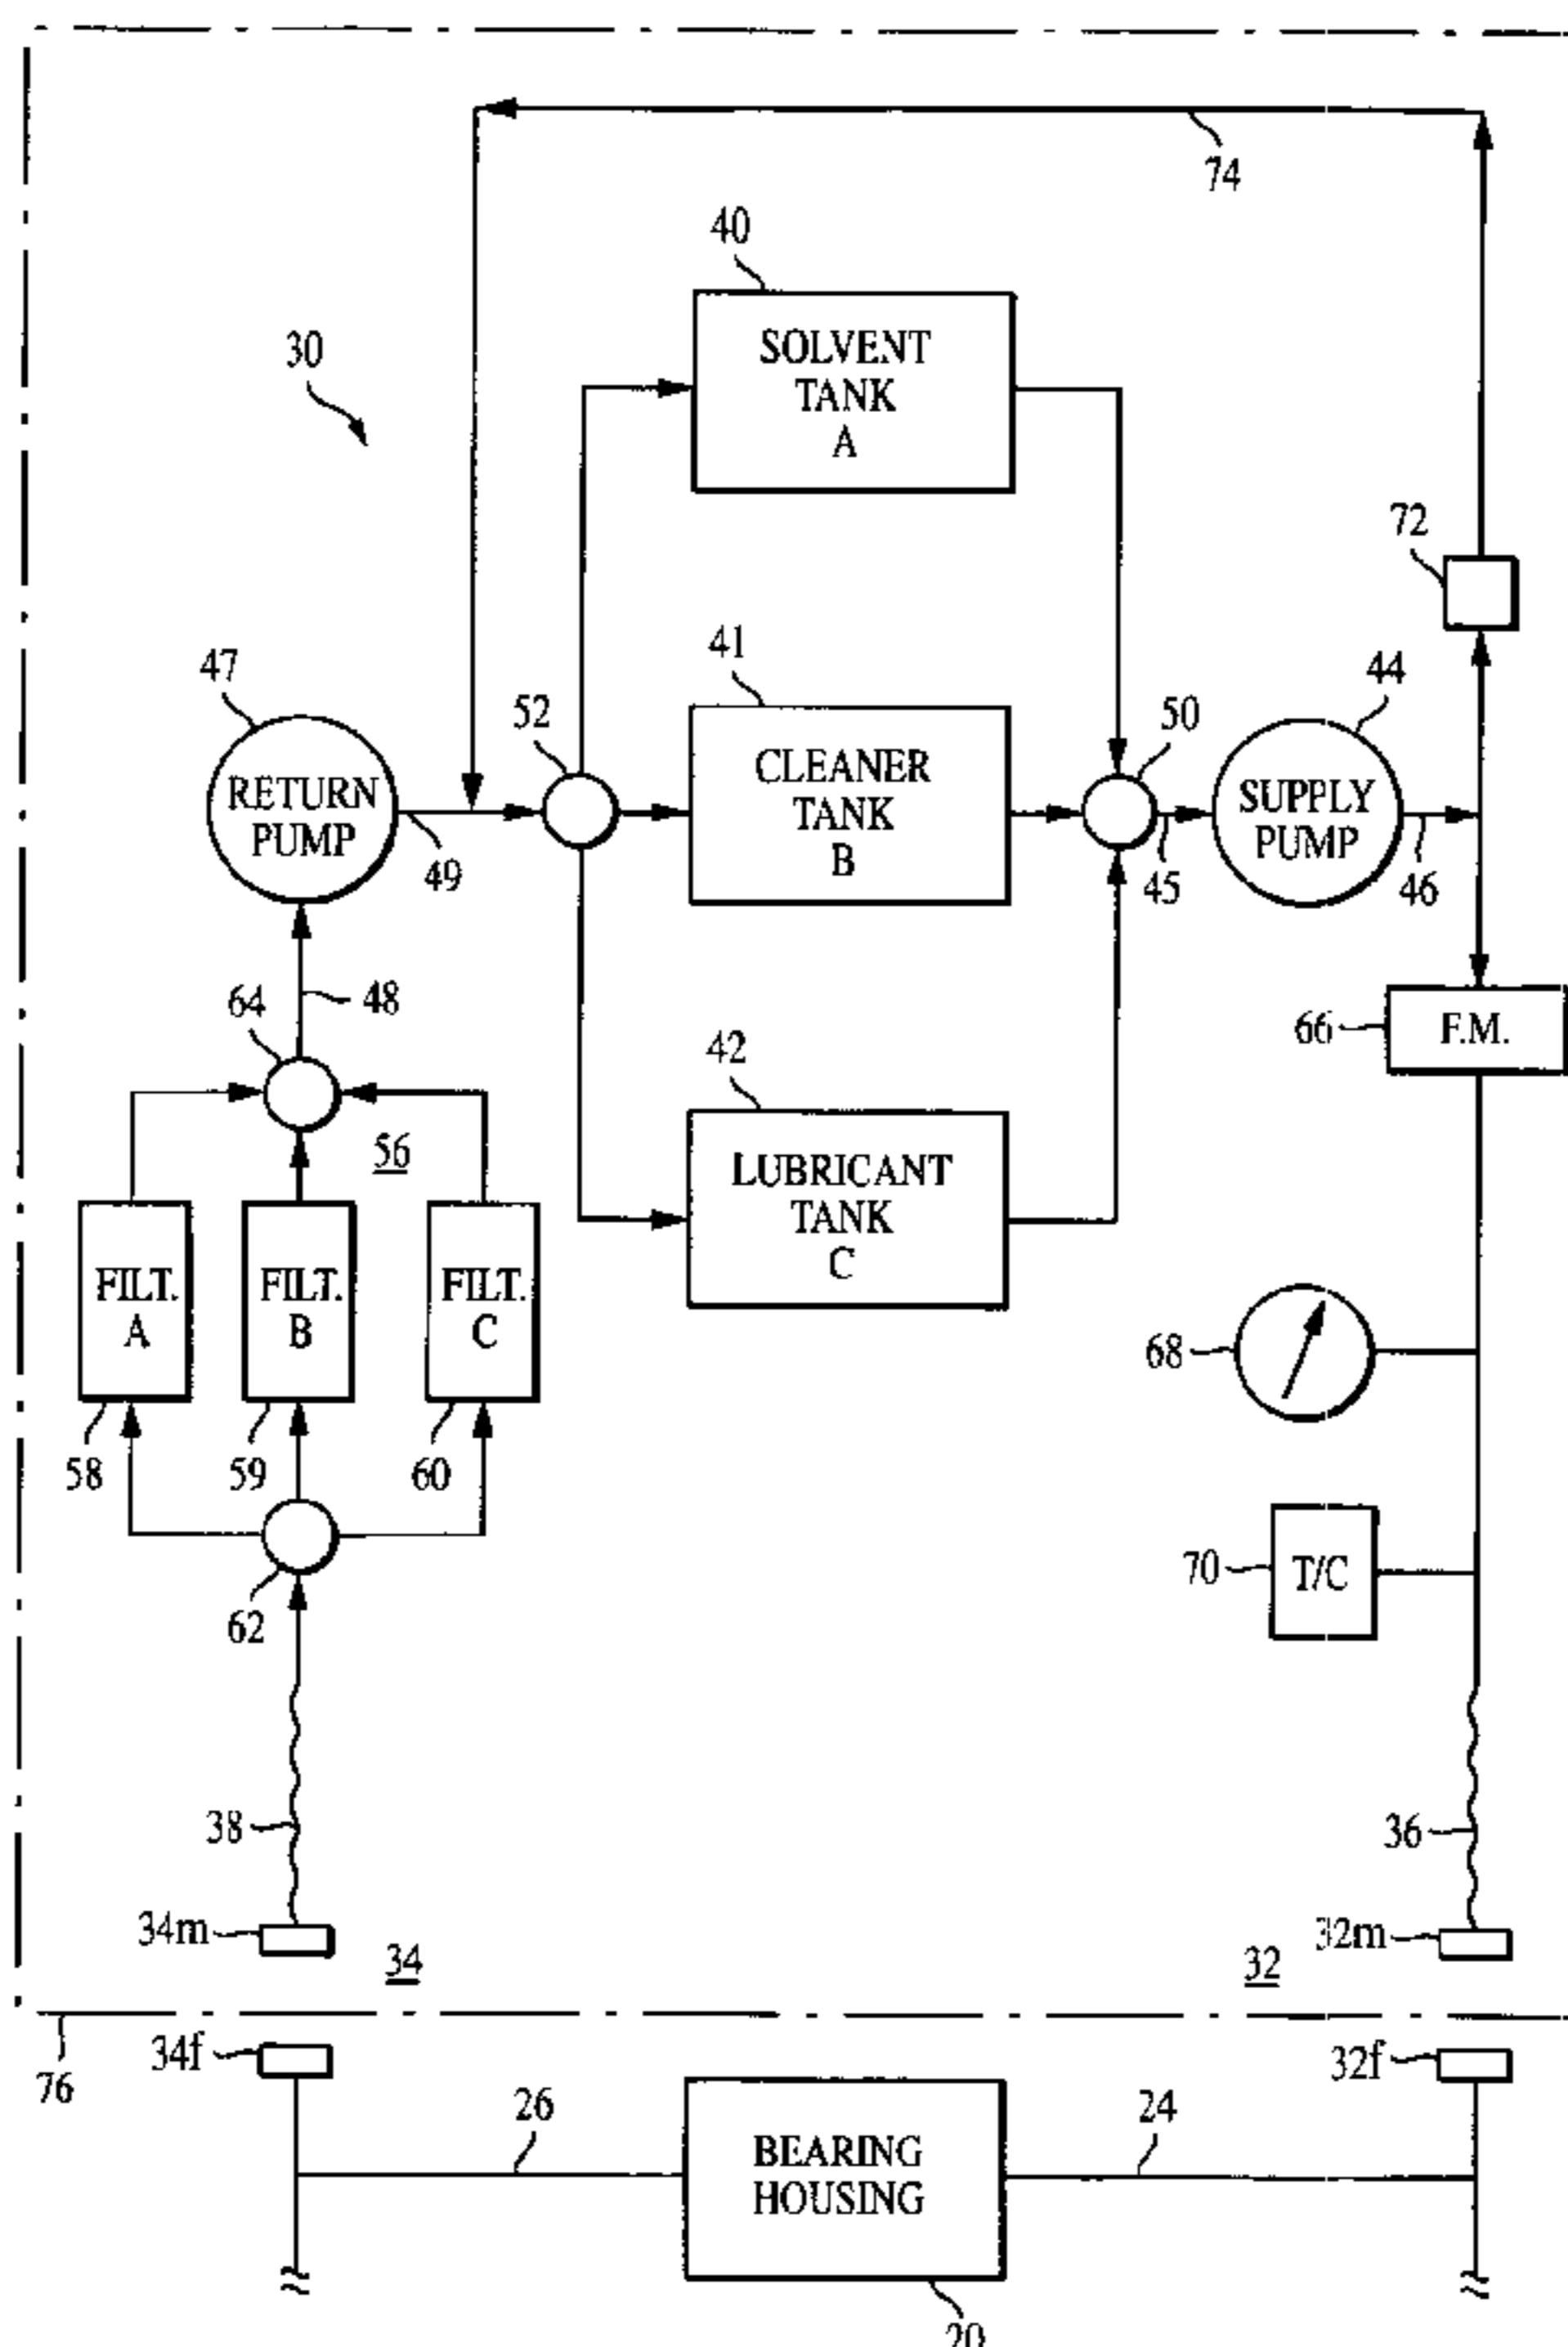 74
40
SOLVENT
TANK
A
30
72
47
41
44
52
50
RETURN
PUMP
CLEANER
TANK
B
SUPPLY
PUMP
49
45
46
64
48
42
66
F.M.
56
LUBRICANT
TANK
C
FILT.
A
FILT.
B
FILT.
C
68
58
59
60
70
T/C
62
38
36
34m
34
32
32m
34f
32f
76
26
24
BEARING
HOUSING
20